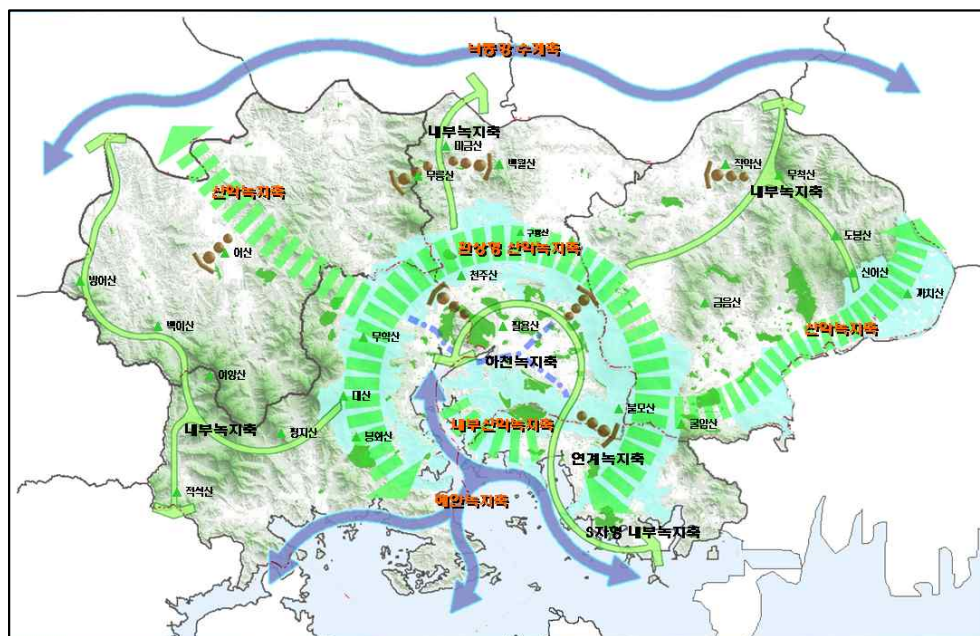 낙동강 수계축
내부녹지축
마금산
무릉산
백월산
작약산
무척산
내부녹지축
산악녹지축
구룡산
도봉산
환상형 산악녹지축
어산
천주산
신어산
방어산
금음산
까치산
백이산
무학산
팔용산
산악녹지축
하천녹지축
여항산
대산
불모산
내부산악녹지축
굴암산
내부녹지축
평지산
봉화산
연계녹지축
적석산
해안녹지축
S자형 내부녹지축